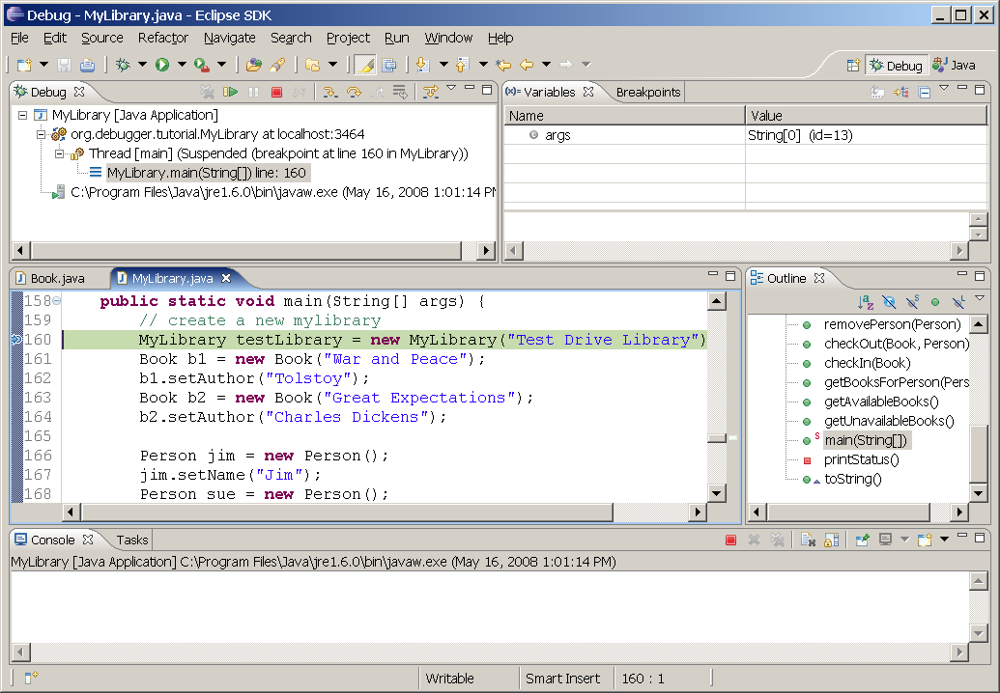 Debug - MyLibrary.java - Eclipse SDK
File Edit Source Refactor Navigate Search Project Run Window Help
Debug Java
Debug
MyLibrary [Java Application]
org.debugger.tutorial.MyLibrary at localhost:3464
Thread [main] (Suspended (breakpoint at line 160 in MyLibrary))
MyLibrary.main(String[]) line: 160
C:\Program Files\Java\jre1.6.0\bin\javaw.exe (May 16, 2008 1:01:14 PM
(x)= Variables Breakpoints
Name Value
args String[0] (id=13)
Book.java MyLibrary.java
158 public static void main(String[] args) {
159 // create a new mylibrary
160 MyLibrary testLibrary = new MyLibrary("Test Drive Library")
161 Book b1 = new Book("War and Peace");
162 b1.setAuthor("Tolstoy");
163 Book b2 = new Book("Great Expectations");
164 b2.setAuthor("Charles Dickens");
165
166 Person jim = new Person();
167 jim.setName("Jim");
168 Person sue = new Person();
Outline
removePerson(Person)
checkOut(Book, Person)
checkIn(Book)
getBooksForPerson(Pers
getAvailableBooks()
getUnavailableBooks()
S main(String[])
printStatus()
toString()
Console Tasks
MyLibrary [Java Application] C:\Program Files\Java\jre1.6.0\bin\javaw.exe (May 16, 2008 1:01:14 PM)
Writable Smart Insert 160 : 1